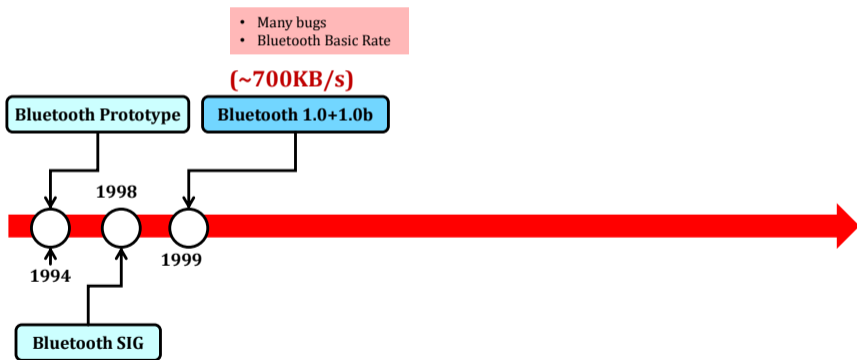 • Many bugs
• Bluetooth Basic Rate
(~700KB/s)
Bluetooth Prototype
Bluetooth 1.0+1.0b
1998
1994
1999
Bluetooth SIG